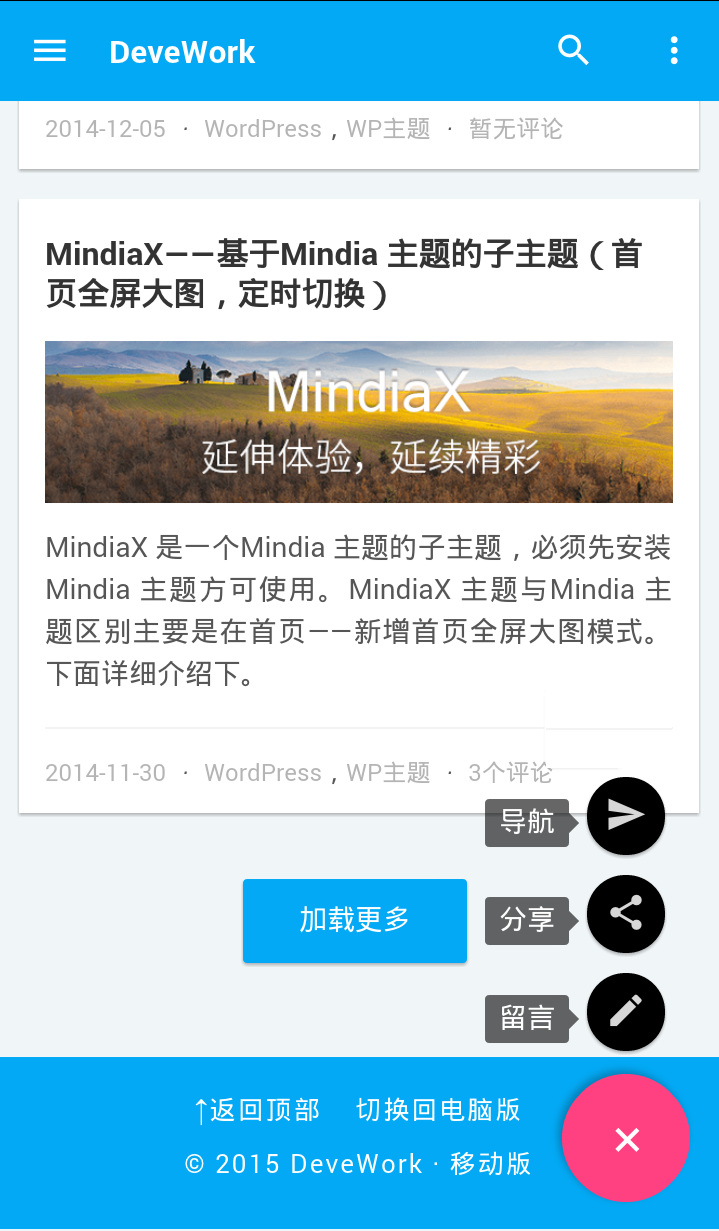 DeveWork
2014-12-05 · WordPress , WP主题 · 暂无评论
MindiaX——基于Mindia 主题的子主题（首
页全屏大图，定时切换）
MindiaX
延伸体验，延续精彩
MindiaX 是一个Mindia 主题的子主题，必须先安装
Mindia 主题方可使用。MindiaX 主题与Mindia 主
题区别主要是在首页——新增首页全屏大图模式。
下面详细介绍下。
2014-11-30 · WordPress , WP主题 · 3个评论
导航
加载更多
分享
留言
↑返回顶部 切换回电脑版
© 2015 DeveWork · 移动版